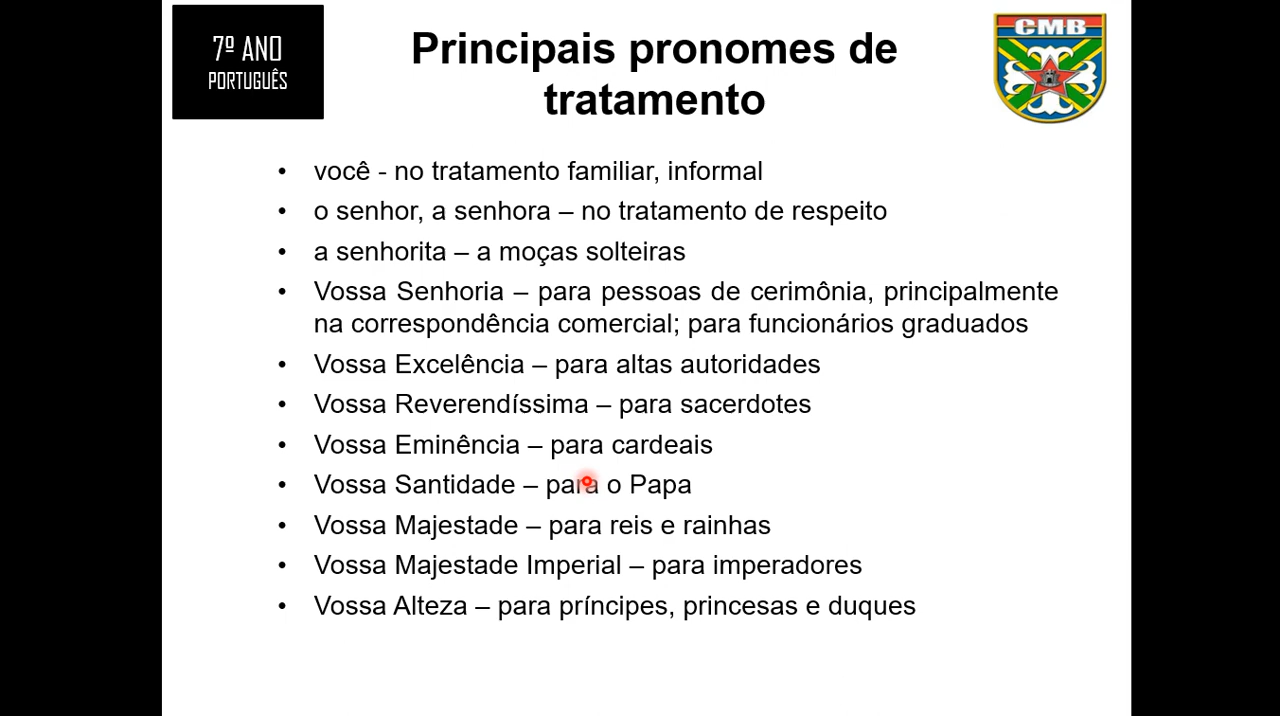 7º ANO
PORTUGUÊS
Principais pronomes de
tratamento
CMB
• você - no tratamento familiar, informal
• o senhor, a senhora – no tratamento de respeito
• a senhorita – a moças solteiras
• Vossa Senhoria – para pessoas de cerimônia, principalmente
na correspondência comercial; para funcionários graduados
• Vossa Excelência – para altas autoridades
• Vossa Reverendíssima – para sacerdotes
• Vossa Eminência – para cardeais
• Vossa Santidade – para o Papa
• Vossa Majestade – para reis e rainhas
• Vossa Majestade Imperial – para imperadores
• Vossa Alteza – para príncipes, princesas e duques